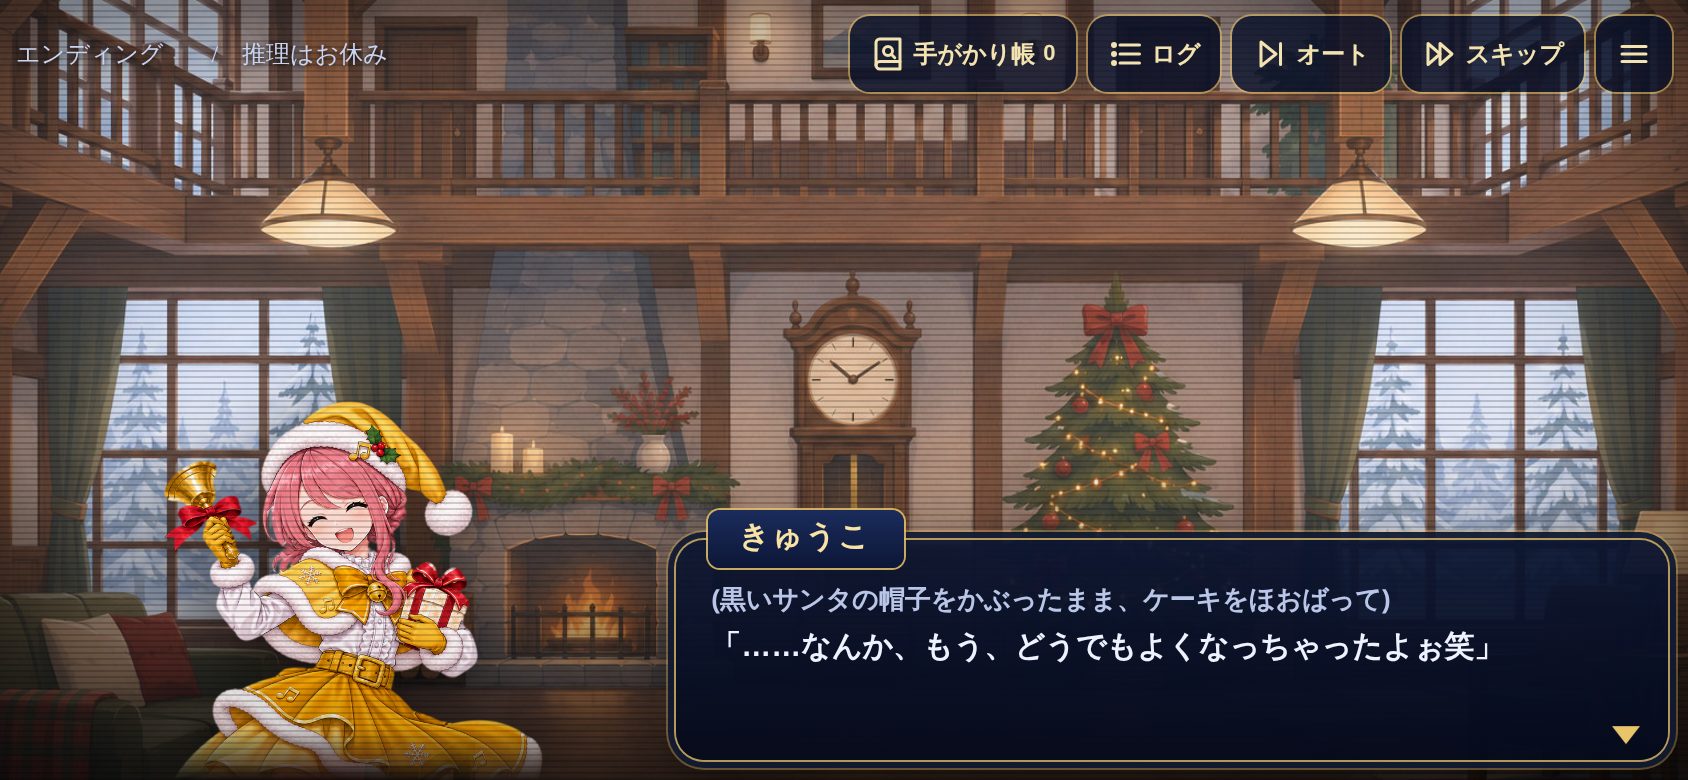 エンディング / 推理はお休み
手がかり帳 0
ログ
オート
スキップ
きゅうこ
(黒いサンタの帽子をかぶったまま、ケーキをほおばって)
「……なんか、もう、どうでもよくなっちゃったよぉ笑」